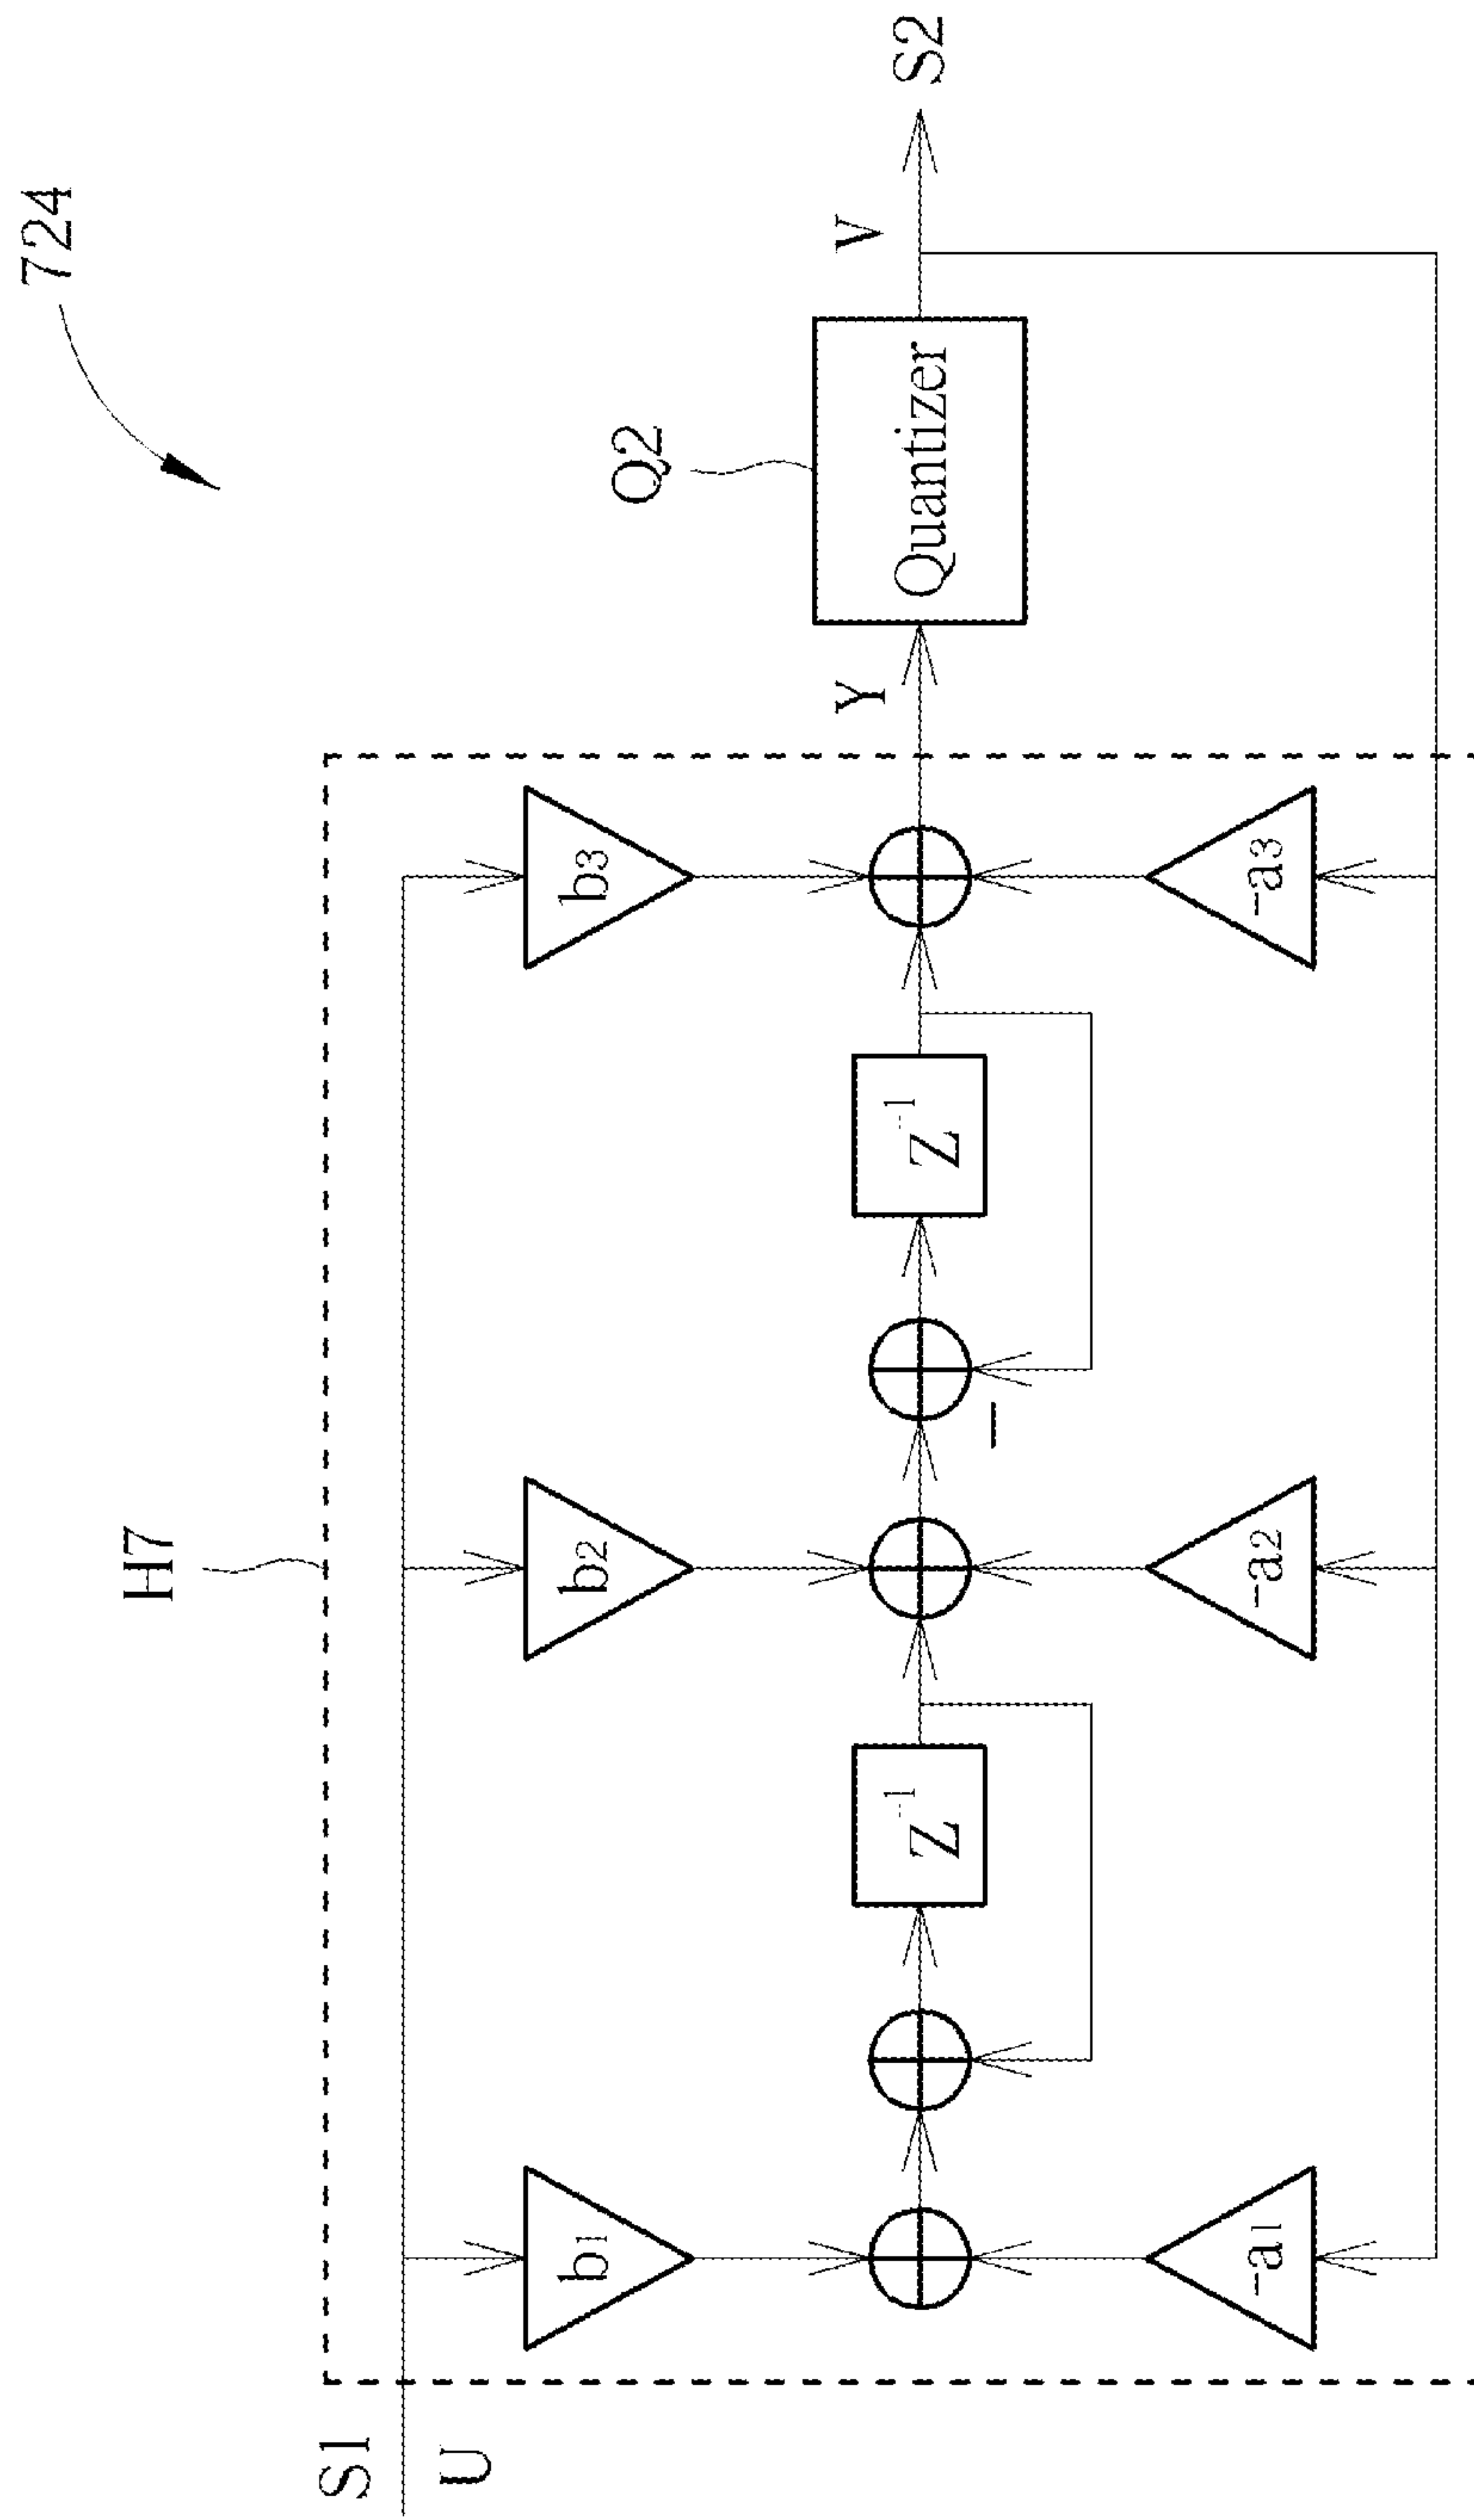 724
H7
S1
U
b1
b2
b3
Q2
Z⁻¹
Z⁻¹
Y
Quantizer
V
S2
−
-a1
-a2
-a3